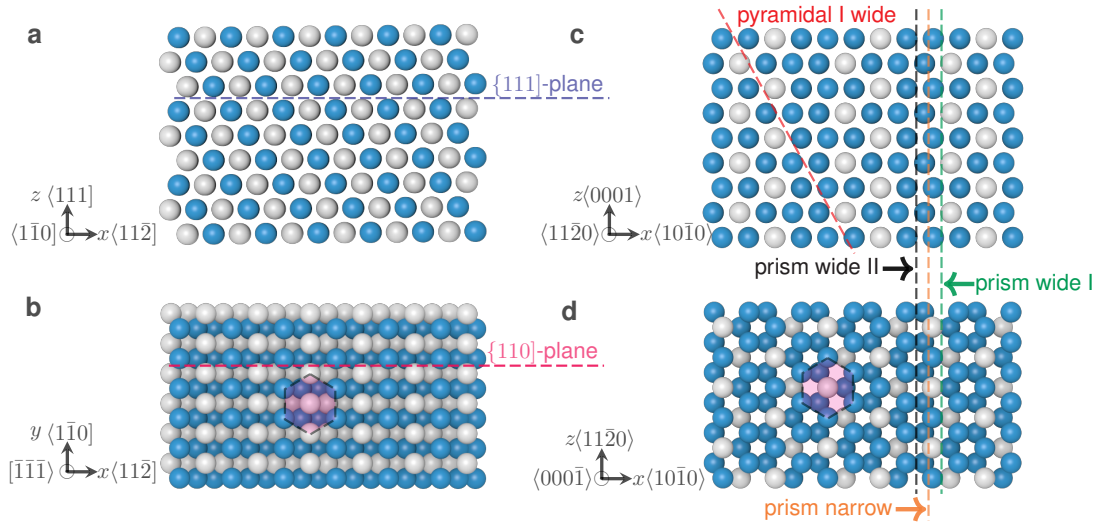 a
{111]-plane
z ⟨111]
⟨11̄0] x⟨112̄]
b
{110]-plane
y ⟨11̄0]
[1̄1̄1̄⟩ x⟨112̄]
c
pyramidal I wide
z⟨0001⟩
⟨112̄0⟩ x⟨101̄0⟩
prism wide II
prism wide I
d
z⟨112̄0⟩
⟨0001̄⟩ x⟨101̄0⟩
prism narrow